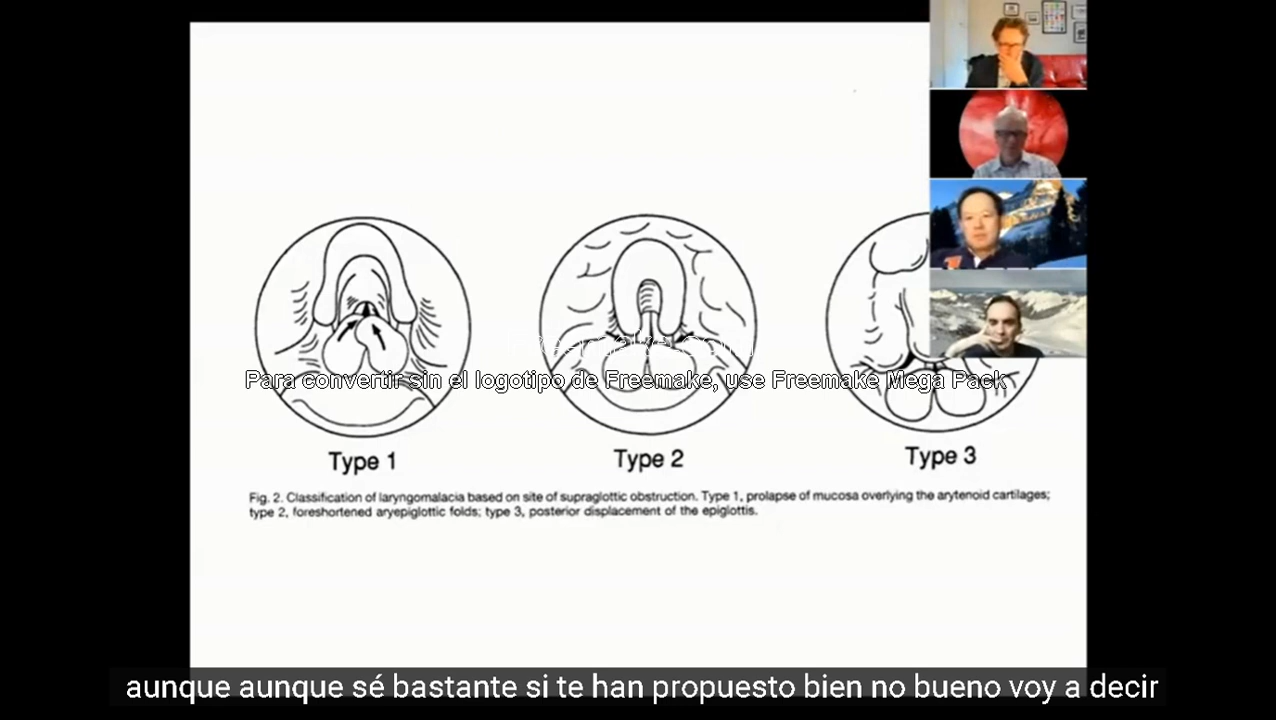 Para convertir sin el logotipo de Freemake, use Freemake Mega Pack
Type 1
Type 2
Type 3
Fig. 2. Classification of laryngomalacia based on site of supraglottic obstruction. Type 1, prolapse of mucosa overlying the arytenoid cartilages;
type 2, foreshortened aryepiglottic folds; type 3, posterior displacement of the epiglottis.
aunque aunque sé bastante si te han propuesto bien no bueno voy a decir